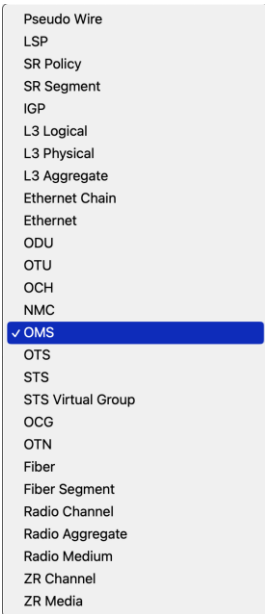 Pseudo Wire
LSP
SR Policy
SR Segment
IGP
L3 Logical
L3 Physical
L3 Aggregate
Ethernet Chain
Ethernet
ODU
OTU
OCH
NMC
✓ OMS
OTS
STS
STS Virtual Group
OCG
OTN
Fiber
Fiber Segment
Radio Channel
Radio Aggregate
Radio Medium
ZR Channel
ZR Media